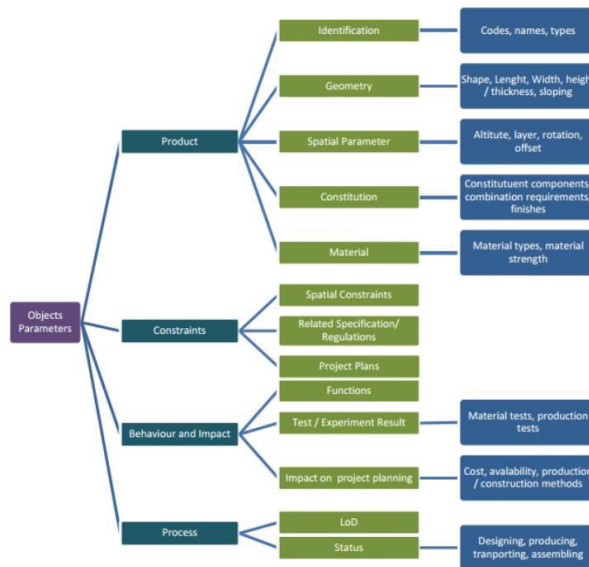 Identification
Codes, names, types
Geometry
Shape, Lenght, Width, heigh
/ thickness, sloping
Product
Spatial Parameter
Altitute, layer, rotation,
offset
Constitution
Constitutuent components,
combination requirements,
finishes
Material
Material types, material
strength
Objects
Parameters
Spatial Constraints
Constraints
Related Specification/
Regulations
Project Plans
Functions
Behaviour and Impact
Test / Experiment Result
Material tests, production
tests
Impact on project planning
Cost, avalability, production
/ construction methods
Process
LoD
Status
Designing, producing,
tranporting, assembling